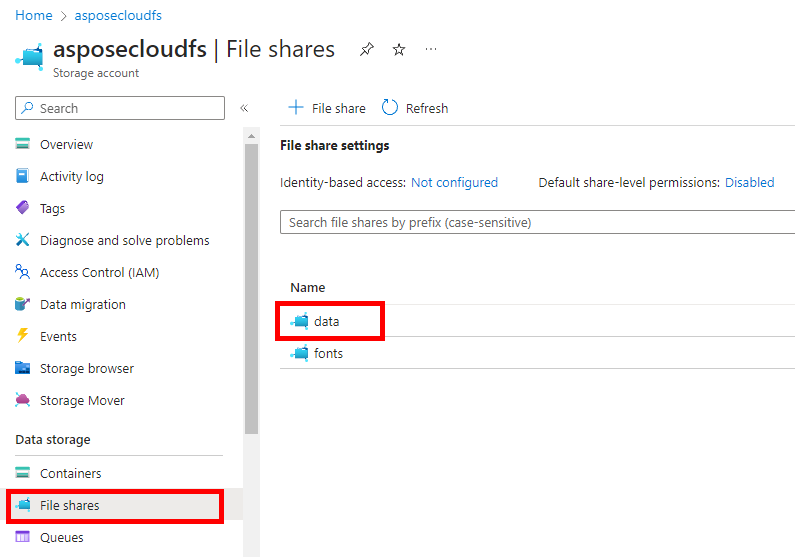 Home > asposecloudfs
asposecloudfs | File shares
Storage account
Search
«
File share
Refresh
Overview
Activity log
Tags
Diagnose and solve problems
Access Control (IAM)
Data migration
Events
Storage browser
Storage Mover
Data storage
Containers
File shares
Queues
File share settings
Identity-based access: Not configured
Default share-level permissions: Disabled
Search file shares by prefix (case-sensitive)
Name
data
fonts